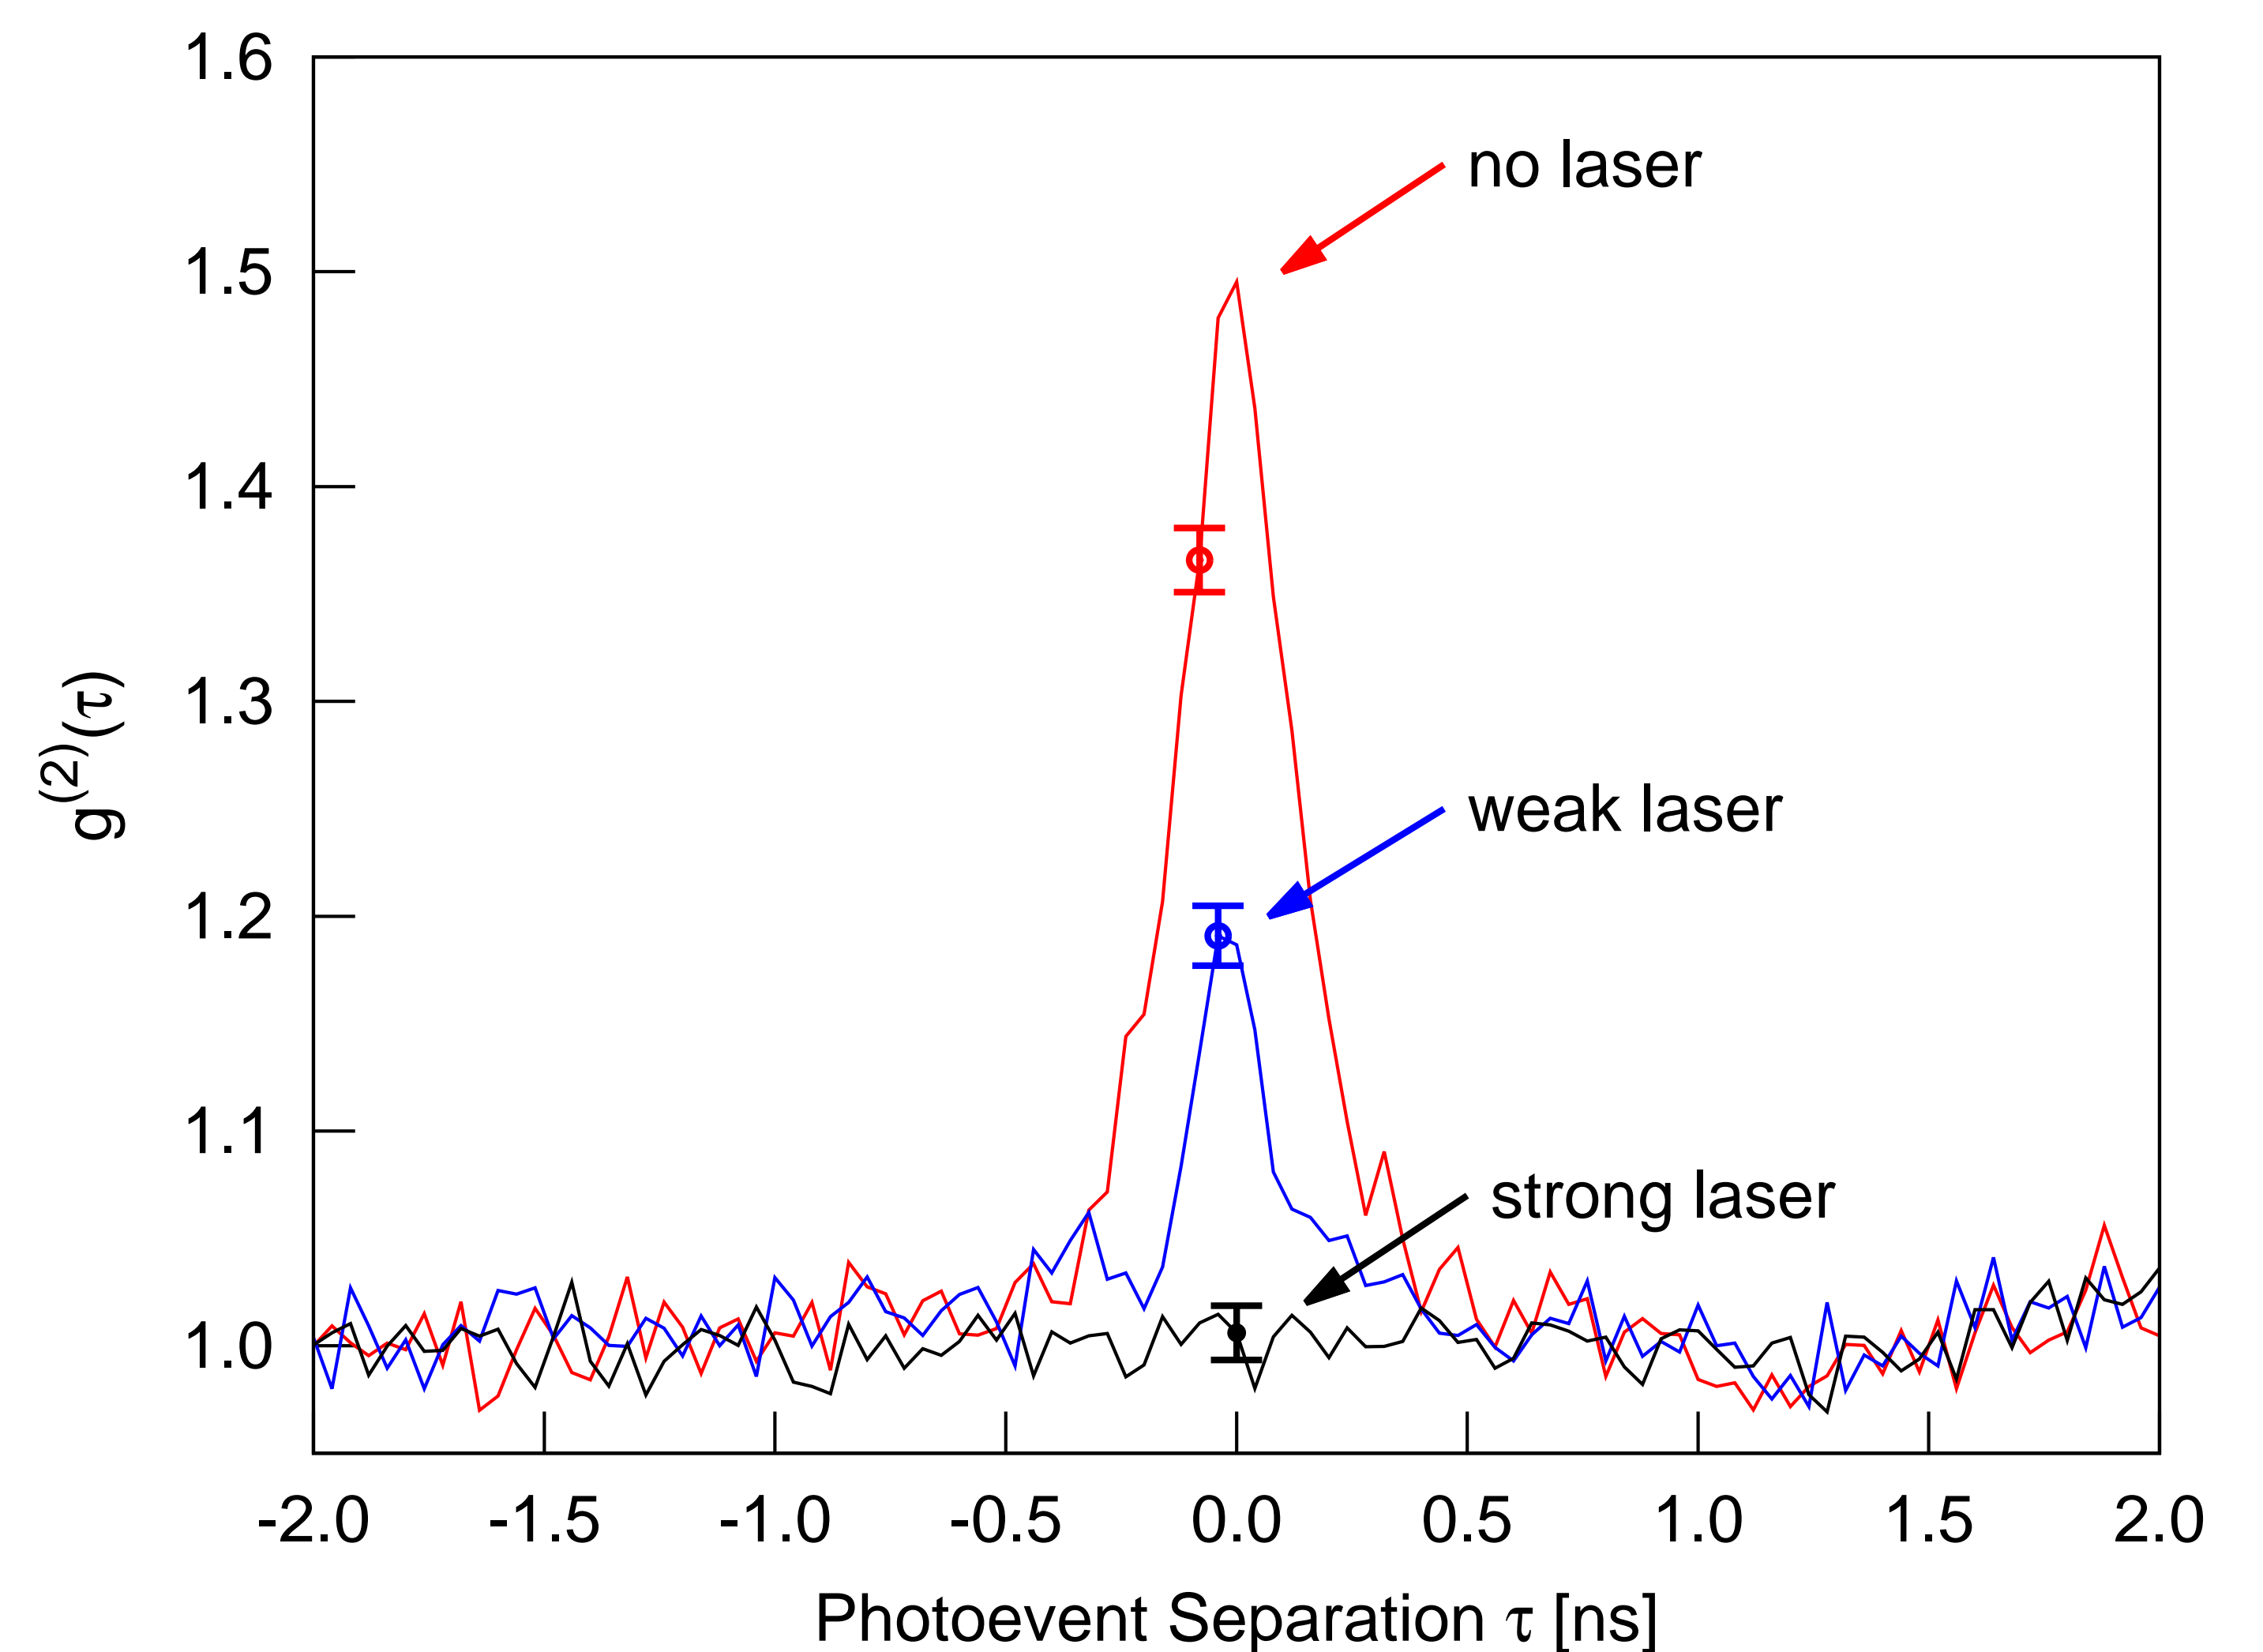 1.6
no laser
1.5
1.4
1.3
g(2)(τ)
weak laser
1.2
1.1
strong laser
1.0
-2.0 -1.5 -1.0 -0.5 0.0 0.5 1.0 1.5 2.0
Photoevent Separation τ [ns]